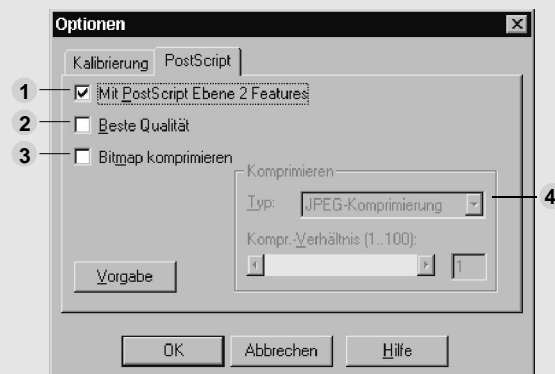 Optionen
Kalibrierung PostScript
1 Mit PostScript Ebene 2 Features
2 Beste Qualität
3 Bitmap komprimieren
Komprimieren
Typ: JPEG-Komprimierung 4
Kompr.-Verhältnis (1..100):
1
Vorgabe
OK Abbrechen Hilfe